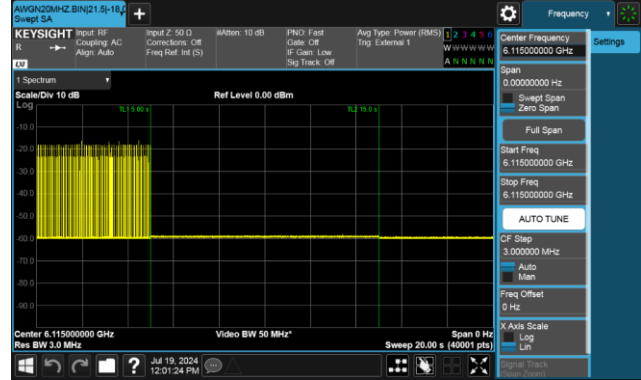 AWGN20MHZ.BIN|21.5|-18,0
Swept SA
Frequency
KEYSIGHT
R
LV
Input: RF
Coupling: AC
Align: Auto
Input Z: 50 Ω
Corrections: Off
Freq Ref: Int (S)
#Atten: 10 dB
PNO: Fast
Gate: Off
IF Gain: Low
Sig Track: Off
Avg Type: Power (RMS)
Trig: External 1
1 2 3 4 5 6
W W W W W W
A N N N N N
1 Spectrum
Scale/Div 10 dB
Ref Level 0.00 dBm
Log
TL1 5.00 s
TL2 15.0 s
-10.0
-20.0
-30.0
-40.0
-50.0
-60.0
-70.0
-80.0
-90.0
Center 6.115000000 GHz
Video BW 50 MHz*
Span 0 Hz
Res BW 3.0 MHz
Sweep 20.00 s (40001 pts)
Jul 19, 2024
12:01:24 PM
Center Frequency
6.115000000 GHz
Settings
Span
0.00000000 Hz
Swept Span
Zero Span
Full Span
Start Freq
6.115000000 GHz
Stop Freq
6.115000000 GHz
AUTO TUNE
CF Step
3.000000 MHz
Auto
Man
Freq Offset
0 Hz
X Axis Scale
Log
Lin
Signal Track
(Span Zoom)